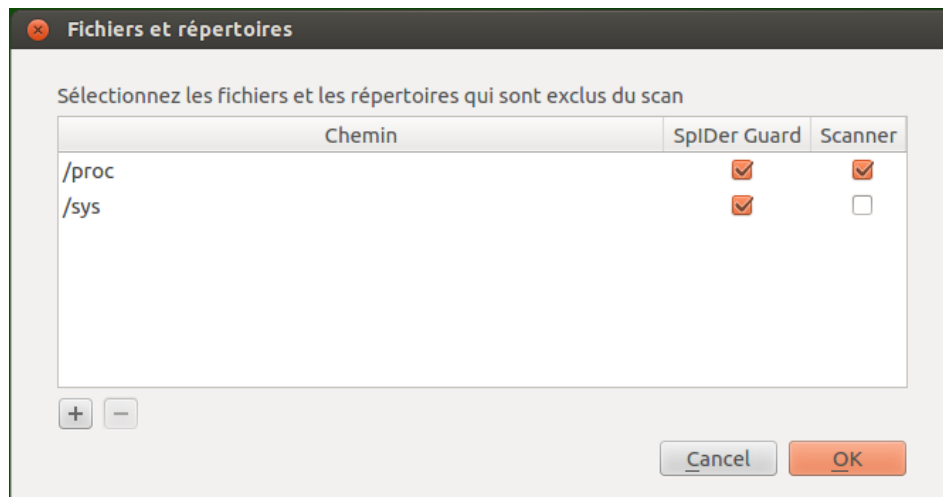 Fichiers et répertoires
Sélectionnez les fichiers et les répertoires qui sont exclus du scan
Chemin SpIDer Guard Scanner
/proc
/sys
Cancel OK